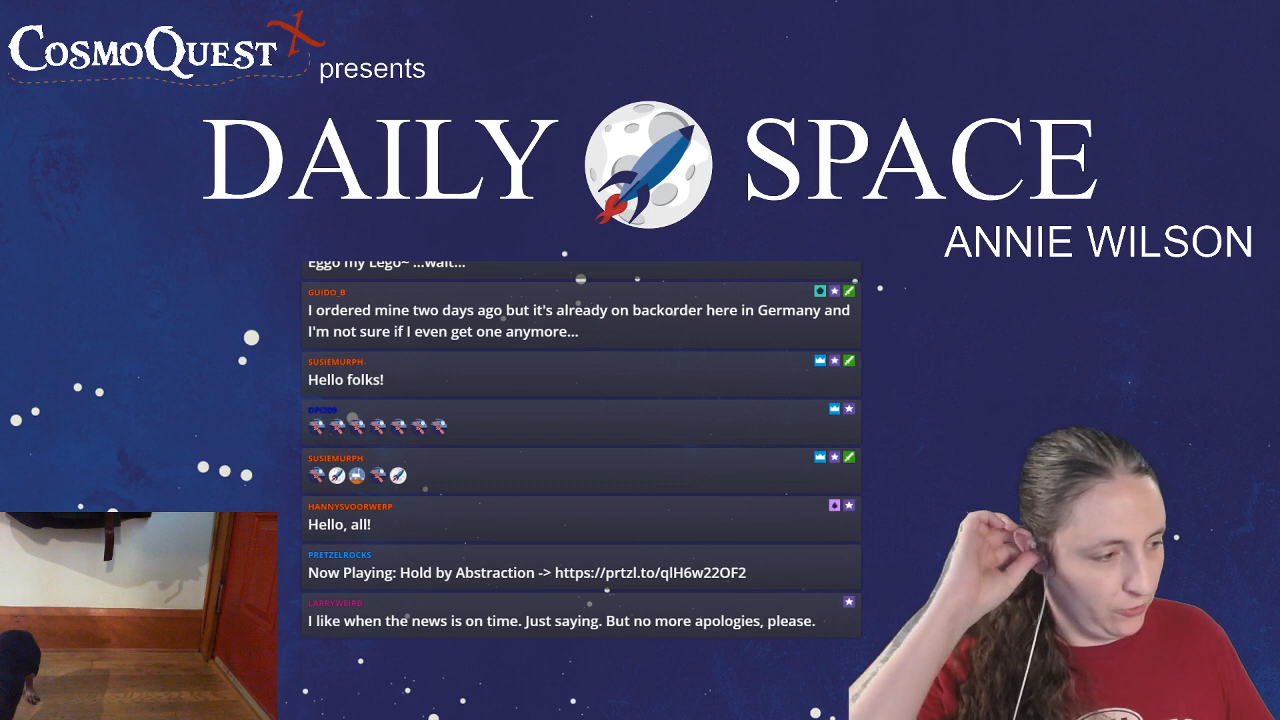 CosmoQuest X
presents
DAILY SPACE
ANNIE WILSON
Eggo my Lego~ ...wait...
GUIDO_B
I ordered mine two days ago but it's already on backorder here in Germany and
I'm not sure if I even get one anymore...
SUSIEMURPH
Hello folks!
DPI209
SUSIEMURPH
HANNYSVOORWERP
Hello, all!
PRETZELROCKS
Now Playing: Hold by Abstraction -> https://prtzl.to/qlH6w22OF2
LARRYWEIRD
I like when the news is on time. Just saying. But no more apologies, please.